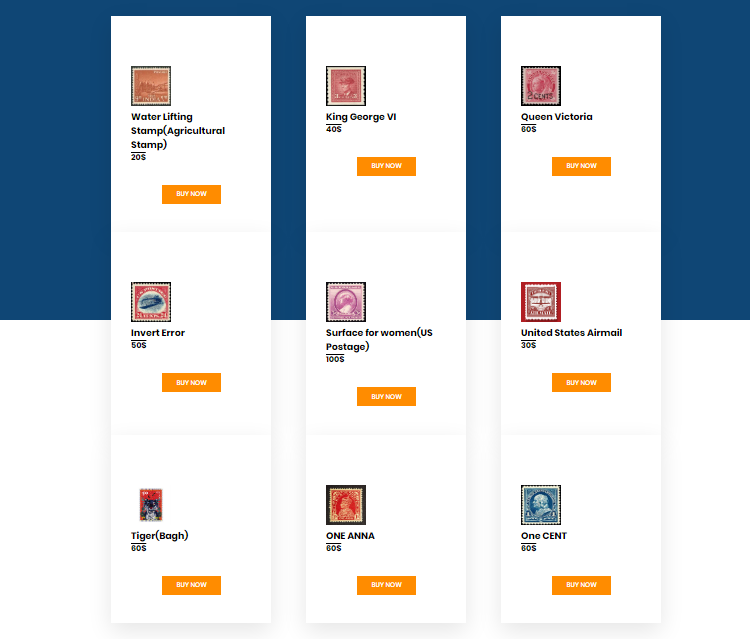 Water Lifting
Stamp(Agricultural
Stamp)
20$
BUY NOW
King George VI
40$
BUY NOW
Queen Victoria
60$
BUY NOW
Invert Error
50$
BUY NOW
Surface for women(US
Postage)
100$
BUY NOW
United States Airmail
30$
BUY NOW
Tiger(Bagh)
60$
BUY NOW
ONE ANNA
60$
BUY NOW
One CENT
60$
BUY NOW